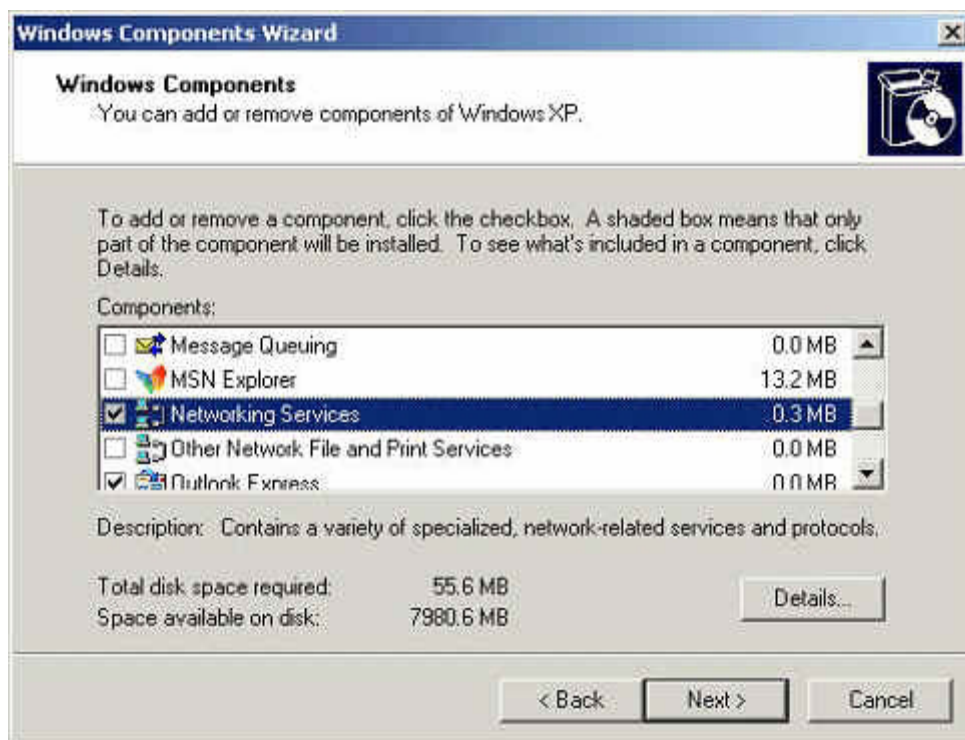 Windows Components Wizard
Windows Components
You can add or remove components of Windows XP.
To add or remove a component, click the checkbox. A shaded box means that only
part of the component will be installed. To see what's included in a component, click
Details.
Components:
Message Queuing 0.0 MB
MSN Explorer 13.2 MB
Networking Services 0.3 MB
Other Network File and Print Services 0.0 MB
Outlook Express 0.0 MB
Description: Contains a variety of specialized, network-related services and protocols.
Total disk space required: 55.6 MB
Space available on disk: 7980.6 MB
Details...
< Back Next > Cancel